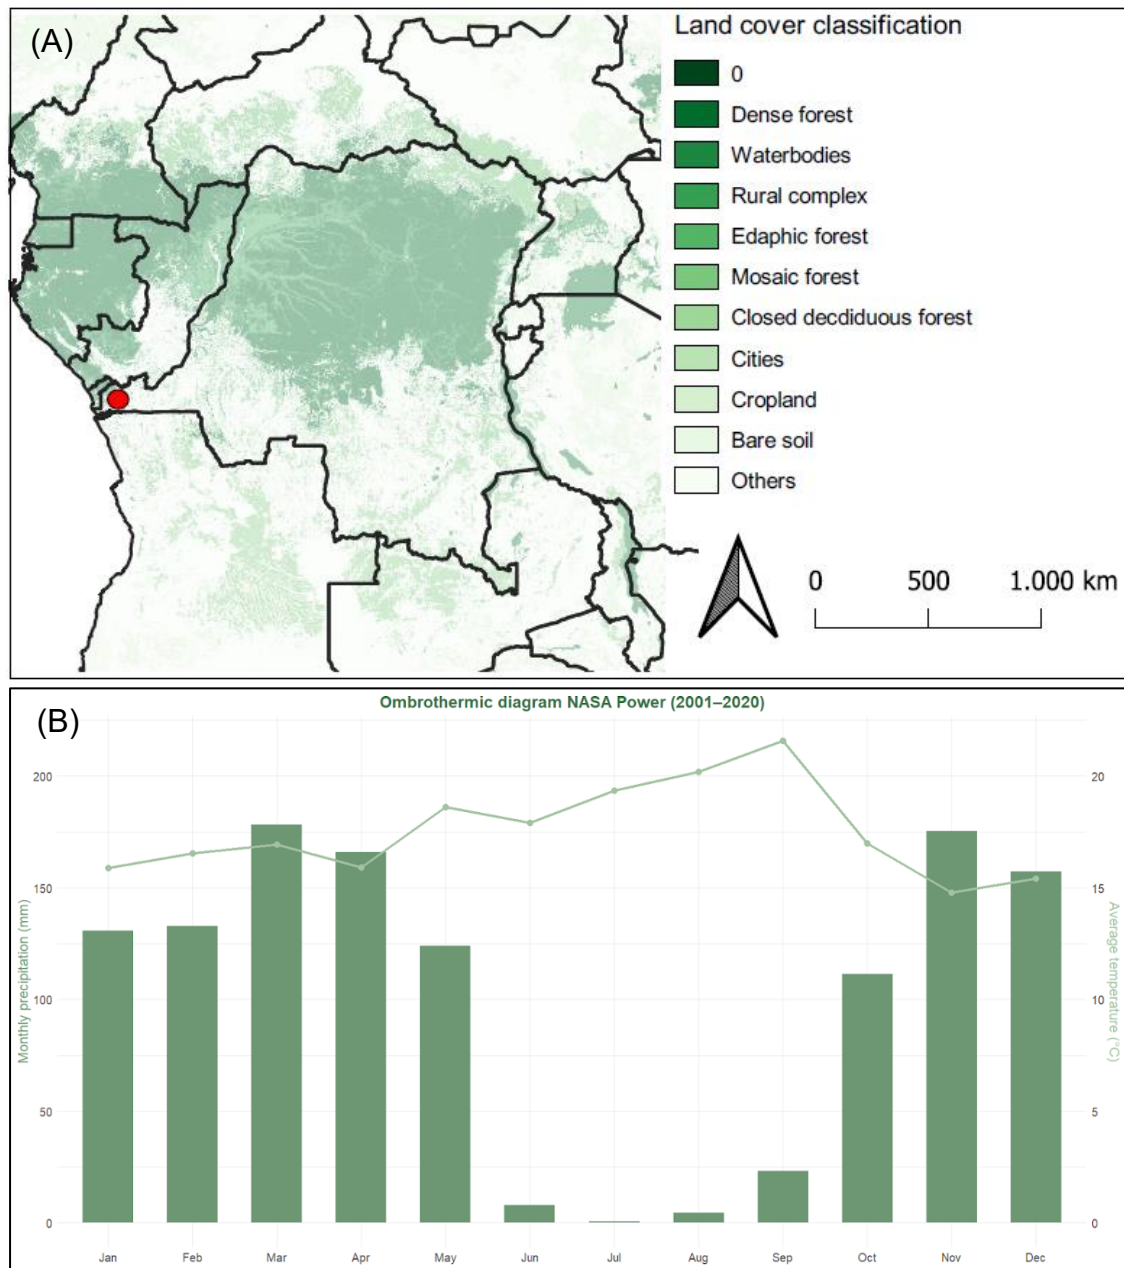 (A)
Land cover classification
0
Dense forest
Waterbodies
Rural complex
Edaphic forest
Mosaic forest
Closed decdiduous forest
Cities
Cropland
Bare soil
Others
0 500 1.000 km
(B)
Ombrothermic diagram NASA Power (2001–2020)
Monthly precipitation (mm)
200
150
100
50
0
20
15
10
5
0
Average temperature (°C)
Jan Feb Mar Apr May Jun Jul Aug Sep Oct Nov Dec